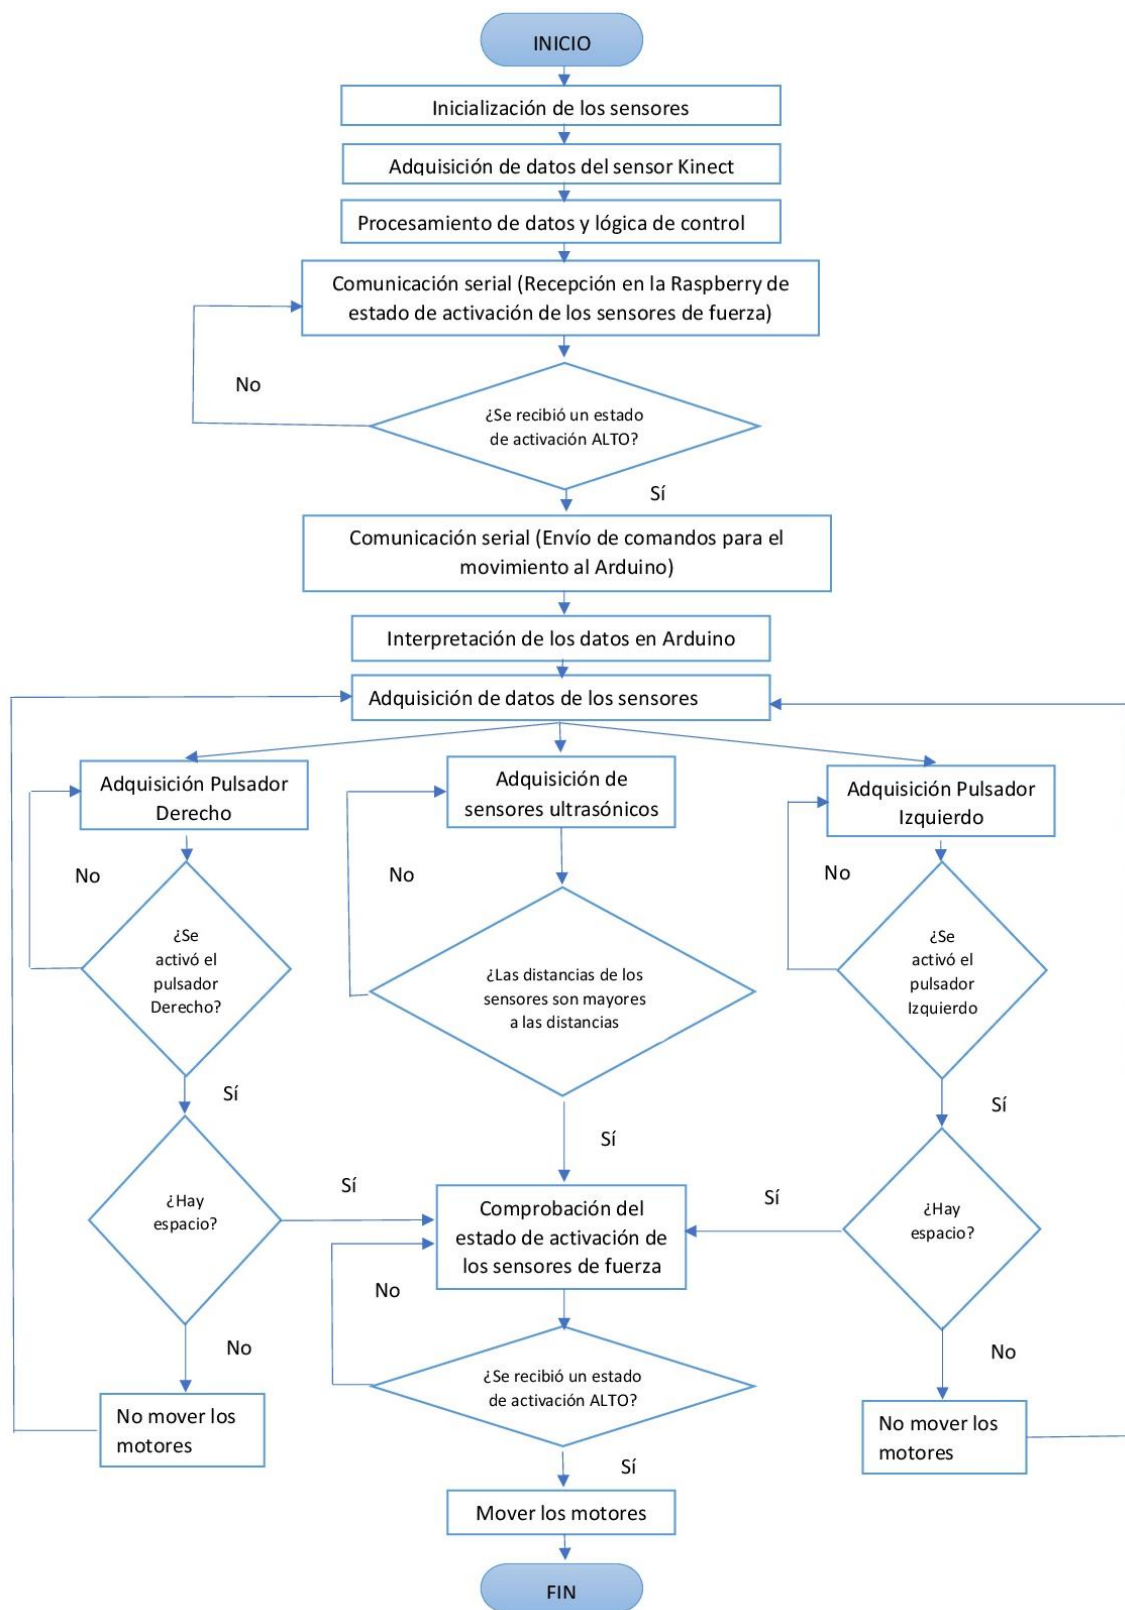 INICIO
Inicialización de los sensores
Adquisición de datos del sensor Kinect
Procesamiento de datos y lógica de control
Comunicación serial (Recepción en la Raspberry de
estado de activación de los sensores de fuerza)
No
¿Se recibió un estado
de activación ALTO?
Sí
Comunicación serial (Envío de comandos para el
movimiento al Arduino)
Interpretación de los datos en Arduino
Adquisición de datos de los sensores
Adquisición Pulsador
Derecho
Adquisición de
sensores ultrasónicos
Adquisición Pulsador
Izquierdo
No
No
No
¿Se
activó el
pulsador
Derecho?
¿Las distancias de los
sensores son mayores
a las distancias
¿Se
activó el
pulsador
Izquierdo
Sí
Sí
Sí
¿Hay
espacio?
Sí
Comprobación del
estado de activación de
los sensores de fuerza
Sí
¿Hay
espacio?
No
No
No
¿Se recibió un estado
de activación ALTO?
No mover los
motores
No mover los
motores
Sí
Mover los motores
FIN